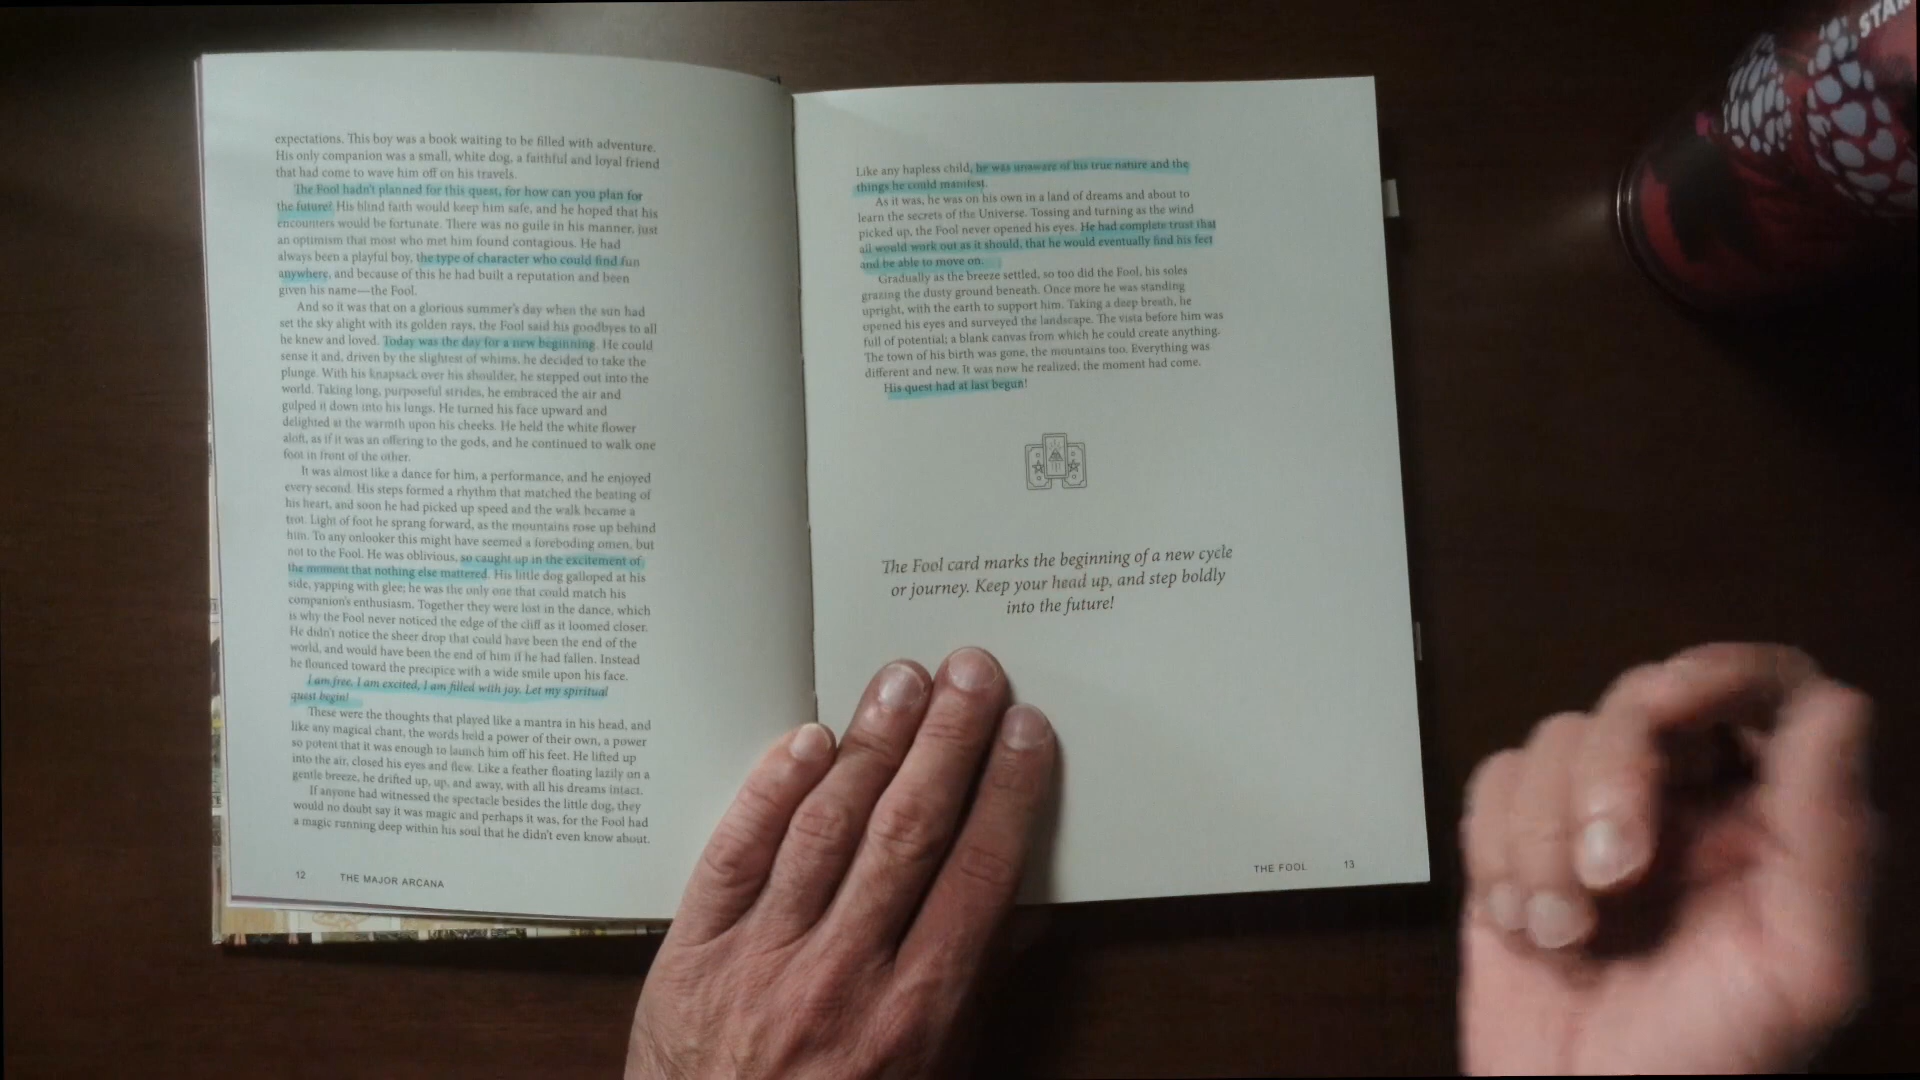 expectations. This boy was a book waiting to be filled with adventure.
His only companion was a small, white dog, a faithful and loyal friend
that had come to wave him off on his travels.
The Fool hadn't planned for this quest, for how can you plan for
the future? His blind faith would keep him safe, and he hoped that his
encounters would be fortunate. There was no guile in his manner, just
an optimism that most who met him found contagious. He had
always been a playful boy, the type of character who could find fun
anywhere, and because of this he had built a reputation and been
given his name—the Fool.
And so it was that on a glorious summer's day when the sun had
set the sky alight with its golden rays, the Fool said his goodbyes to all
he knew and loved. Today was the day for a new beginning. He could
sense it and, driven by the slightest of whims, he decided to take the
plunge. With his knapsack over his shoulder, he stepped out into the
world. Taking long, purposeful strides, he embraced the air and
gulped it down into his lungs. He turned his face upward and
delighted at the warmth upon his cheeks. He held the white flower
aloft, as if it was an offering to the gods, and he continued to walk one
foot in front of the other.
It was almost like a dance for him, a performance, and he enjoyed
every second. His steps formed a rhythm that matched the beating of
his heart, and soon he had picked up speed and the walk became a
trot. Light of foot he sprang forward, as the mountains rose up behind
him. To any onlooker this might have seemed a foreboding omen, but
not to the Fool. He was oblivious, so caught up in the excitement of
the moment that nothing else mattered. His little dog galloped at his
side, yapping with glee; he was the only one that could match his
companion's enthusiasm. Together they were lost in the dance, which
is why the Fool never noticed the edge of the cliff as it loomed closer.
He didn't notice the sheer drop that could have been the end of the
world, and would have been the end of him if he had fallen. Instead
he flounced toward the precipice with a wide smile upon his face.
I am free, I am excited, I am filled with joy. Let my spiritual
quest begin!
These were the thoughts that played like a mantra in his head, and
like any magical chant, the words held a power of their own, a power
so potent that it was enough to launch him off his feet. He lifted up
into the air, closed his eyes and flew. Like a feather floating lazily on a
gentle breeze, he drifted up, up, and away, with all his dreams intact.
If anyone had witnessed the spectacle besides the little dog, they
would no doubt say it was magic and perhaps it was, for the Fool had
a magic running deep within his soul that he didn't even know about.
12 THE MAJOR ARCANA
Like any hapless child, he was unaware of his true nature and the
things he could manifest.
As it was, he was on his own in a land of dreams and about to
learn the secrets of the Universe. Tossing and turning as the wind
picked up, the Fool never opened his eyes. He had complete trust that
all would work out as it should, that he would eventually find his feet
and be able to move on.
Gradually as the breeze settled, so too did the Fool, his soles
grazing the dusty ground beneath. Once more he was standing
upright, with the earth to support him. Taking a deep breath, he
opened his eyes and surveyed the landscape. The vista before him was
full of potential; a blank canvas from which he could create anything.
The town of his birth was gone, the mountains too. Everything was
different and new. It was now he realized, the moment had come.
His quest had at last begun!
The Fool card marks the beginning of a new cycle
or journey. Keep your head up, and step boldly
into the future!
THE FOOL 13